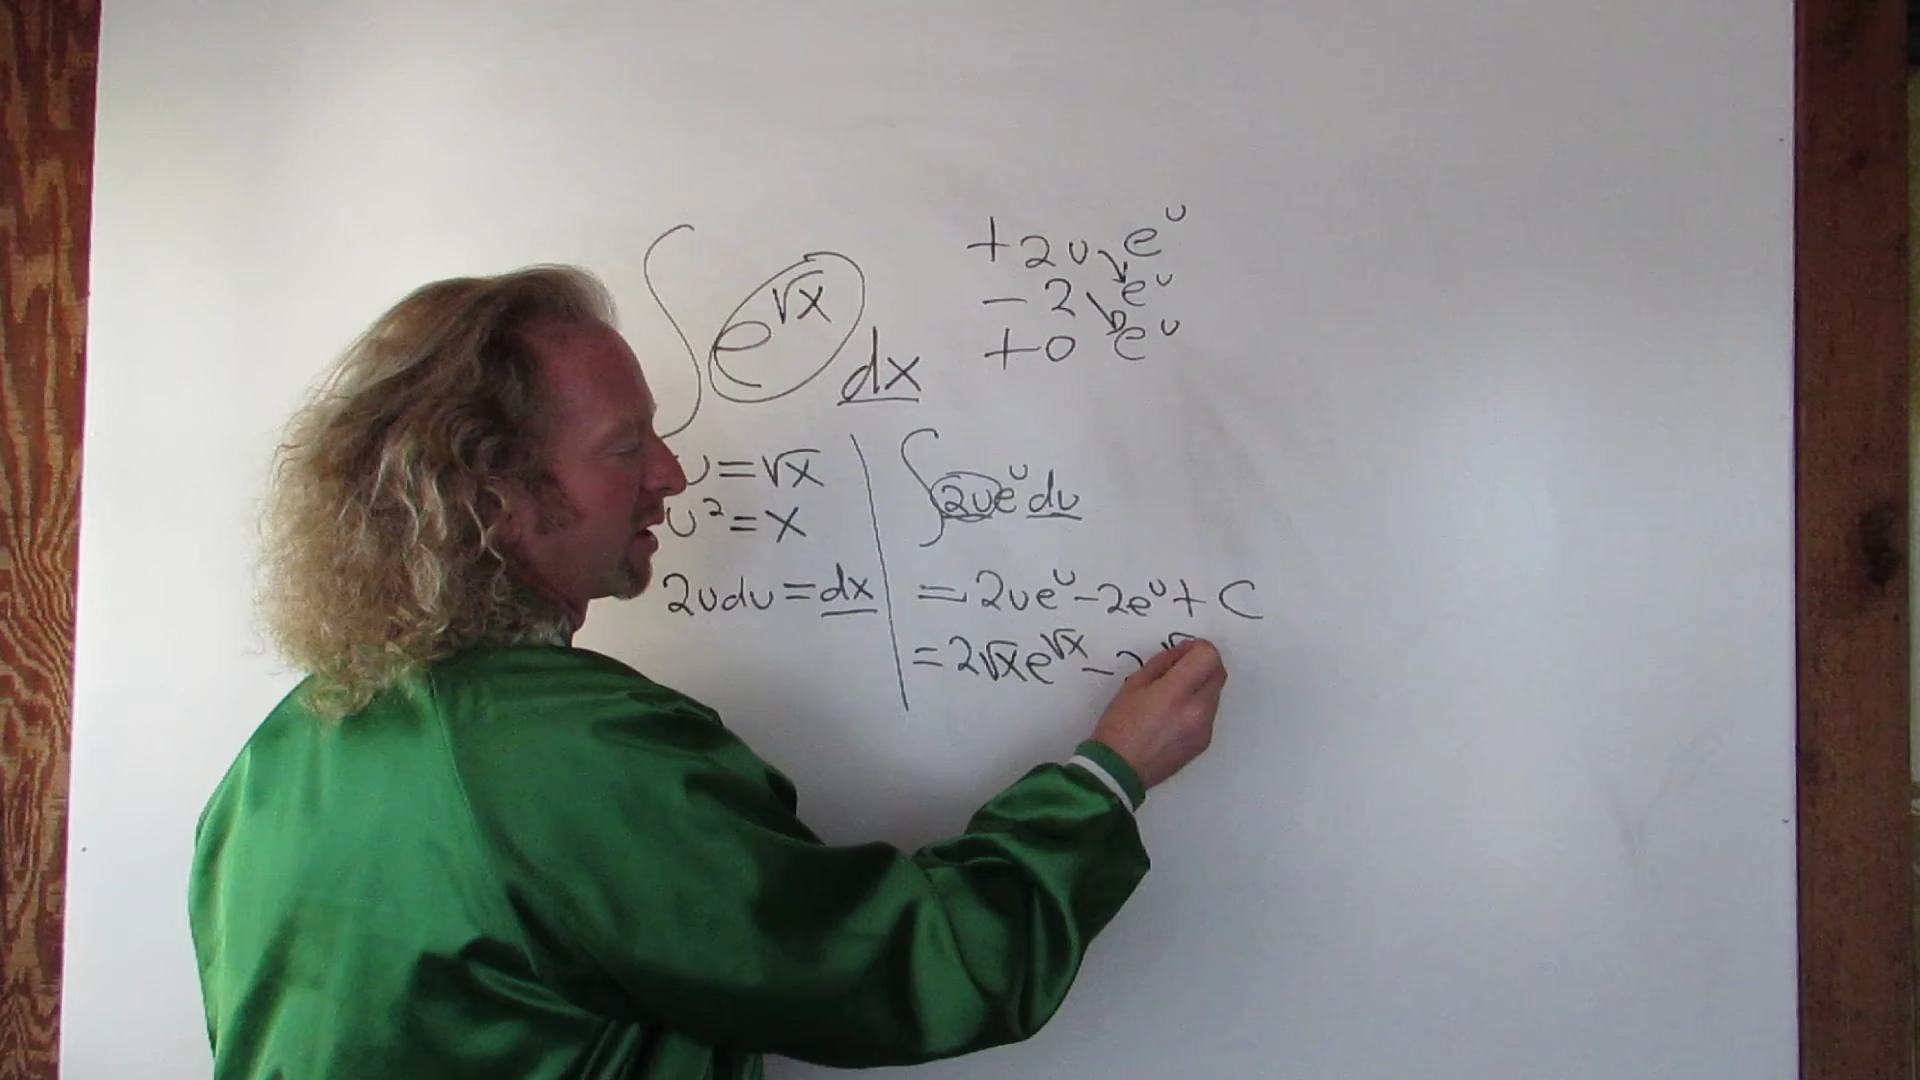 ∫ e^√x dx
+ 2u e^u
- 2 e^u
+ 0 e^u
u = √x
u² = x
2u du = dx
∫ 2u e^u du
= 2u e^u - 2e^u + C
= 2√x e^√x - 2